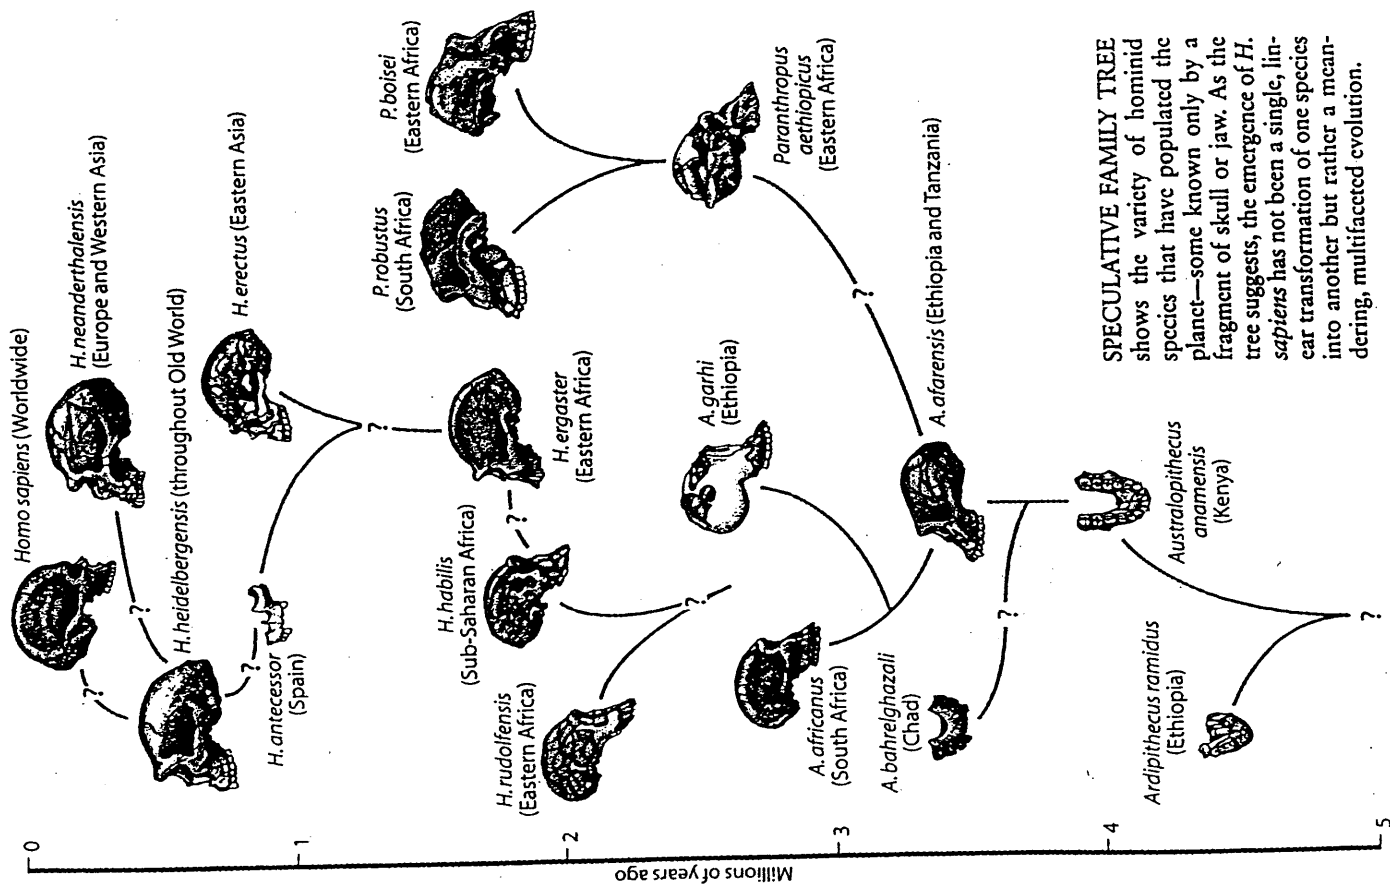 Homo sapiens (Worldwide)
H. neanderthalensis
(Europe and Western Asia)
H. heidelbergensis (throughout Old World)
H. erectus (Eastern Asia)
H. antecessor
(Spain)
P. robustus
(South Africa)
P. boisei
(Eastern Africa)
H. habilis
(Sub-Saharan Africa)
H. ergaster
(Eastern Africa)
H. rudolfensis
(Eastern Africa)
A. garhi
(Ethiopia)
Paranthropus
aethiopicus
(Eastern Africa)
A. africanus
(South Africa)
A. bahrelghazali
(Chad)
A. afarensis (Ethiopia and Tanzania)
Australopithecus
anamensis
(Kenya)
Ardipithecus ramidus
(Ethiopia)
?
?
?
?
?
?
?
?
?
0
1
2
3
4
5
Millions of years ago
SPECULATIVE FAMILY TREE
shows the variety of hominid
species that have populated the
planet—some known only by a
fragment of skull or jaw. As the
tree suggests, the emergence of H.
sapiens has not been a single, lin-
ear transformation of one species
into another but rather a mean-
dering, multifaceted evolution.